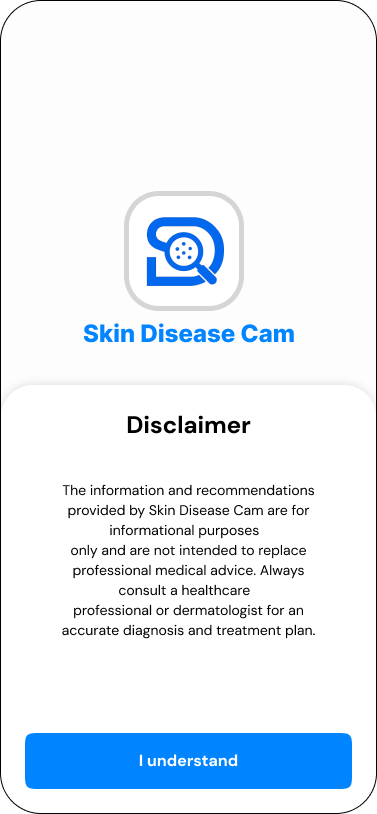 Skin Disease Cam
Disclaimer
The information and recommendations
provided by Skin Disease Cam are for
informational purposes
only and are not intended to replace
professional medical advice. Always
consult a healthcare
professional or dermatologist for an
accurate diagnosis and treatment plan.
I understand